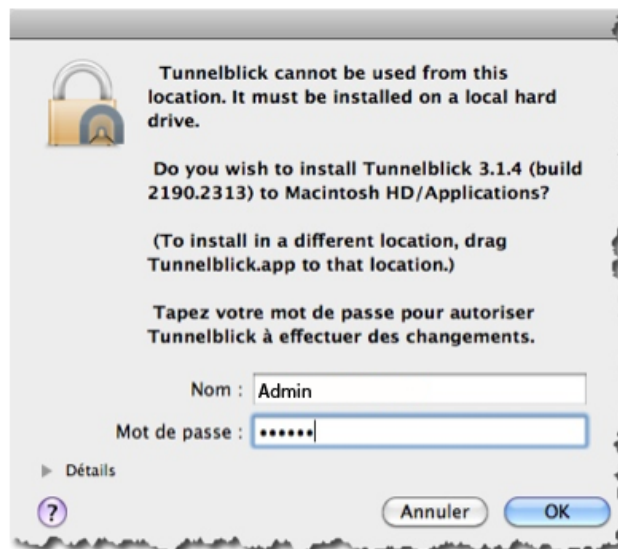 Tunnelblick cannot be used from this
location. It must be installed on a local hard
drive.
Do you wish to install Tunnelblick 3.1.4 (build
2190.2313) to Macintosh HD/Applications?
(To install in a different location, drag
Tunnelblick.app to that location.)
Tapez votre mot de passe pour autoriser
Tunnelblick à effectuer des changements.
Nom : Admin
Mot de passe : ••••••
Détails
? Annuler OK